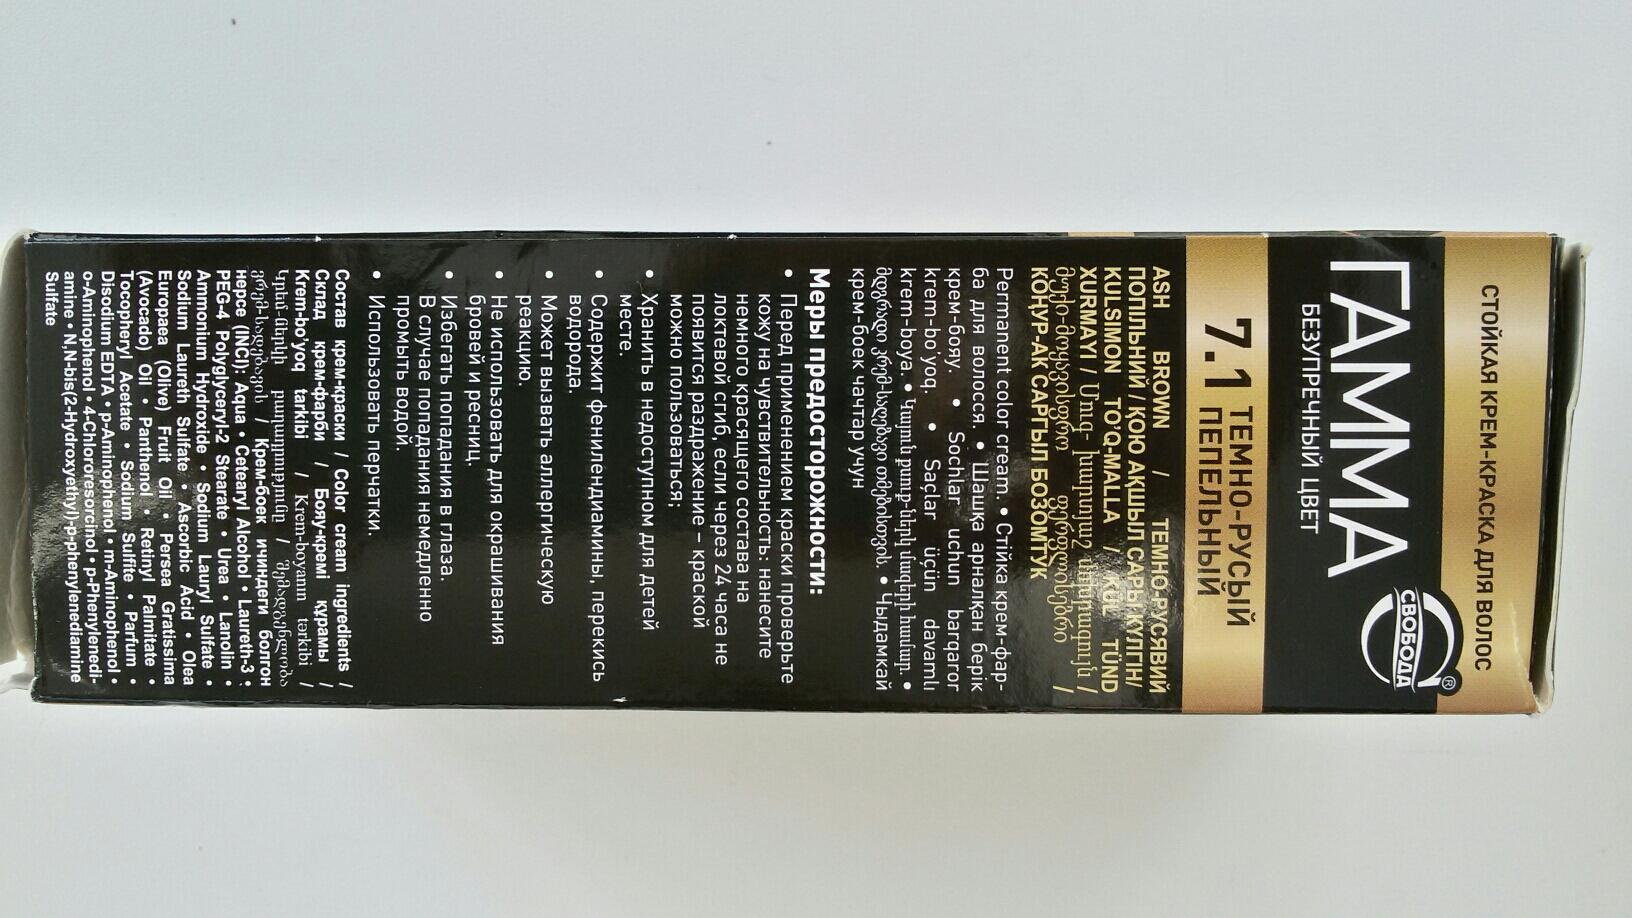 СТОЙКАЯ КРЕМ-КРАСКА ДЛЯ ВОЛОС
ГАММА
СВОБОДА ®
БЕЗУПРЕЧНЫЙ ЦВЕТ
7.1 ТЕМНО-РУСЫЙ
ПЕПЕЛЬНЫЙ
ASH BROWN / ТЕМНО-РУСЯВИЙ
ПОПІЛЬНИЙ / ҚОЮ АҚШЫЛ САРЫ КҮЛГІН/
KULSIMON TO'Q-MALLA / KÜL TÜND
XURMAYI / Մուգ-
КОҢУР-АК САРГЫЛ БОЗОМТУК
Permanent color cream. • Стійка крем-фар-
ба для волосся. • Шашқа арналған берік
крем-бояу. • Sochlar uchun barqaror
krem-bo'yoq. • Saçlar üçün davamlı
krem-boya. •
• Чыдамкай
крем-боек чачтар учун
Меры предосторожности:
• Перед применением краски проверьте
кожу на чувствительность: нанесите
немного красящего состава на
локтевой сгиб, если через 24 часа не
появится раздражение – краской
можно пользоваться;
• Хранить в недоступном для детей
месте.
• Содержит фенилендиамины, перекись
водорода.
• Может вызвать аллергическую
реакцию.
• Не использовать для окрашивания
бровей и ресниц.
• Избегать попадания в глаза.
В случае попадания немедленно
промыть водой.
• Использовать перчатки.
Состав крем-краски / Color cream ingredients /
Склад крем-фарби / Бояу-кремі құрамы /
Krem-bo'yoq tarkibi / Krem-boyanın tərkibi /
/ Крем-боек ичиндеги болгон
нерсе (INCI): Aqua • Cetearyl Alcohol • Laureth-3 •
PEG-4 Polyglyceryl-2 Stearate • Urea • Lanolin •
Ammonium Hydroxide • Sodium Lauryl Sulfate •
Sodium Laureth Sulfate • Ascorbic Acid • Olea
Europaea (Olive) Fruit Oil • Persea Gratissima
(Avocado) Oil • Panthenol • Retinyl Palmitate •
Tocopheryl Acetate • Sodium Sulfite • Parfum •
Disodium EDTA • p-Aminophenol • m-Aminophenol •
o-Aminophenol • 4-Chlororesorcinol • p-Phenylenedi-
amine • N,N-bis(2-Hydroxyethyl)-p-phenylenediamine
Sulfate